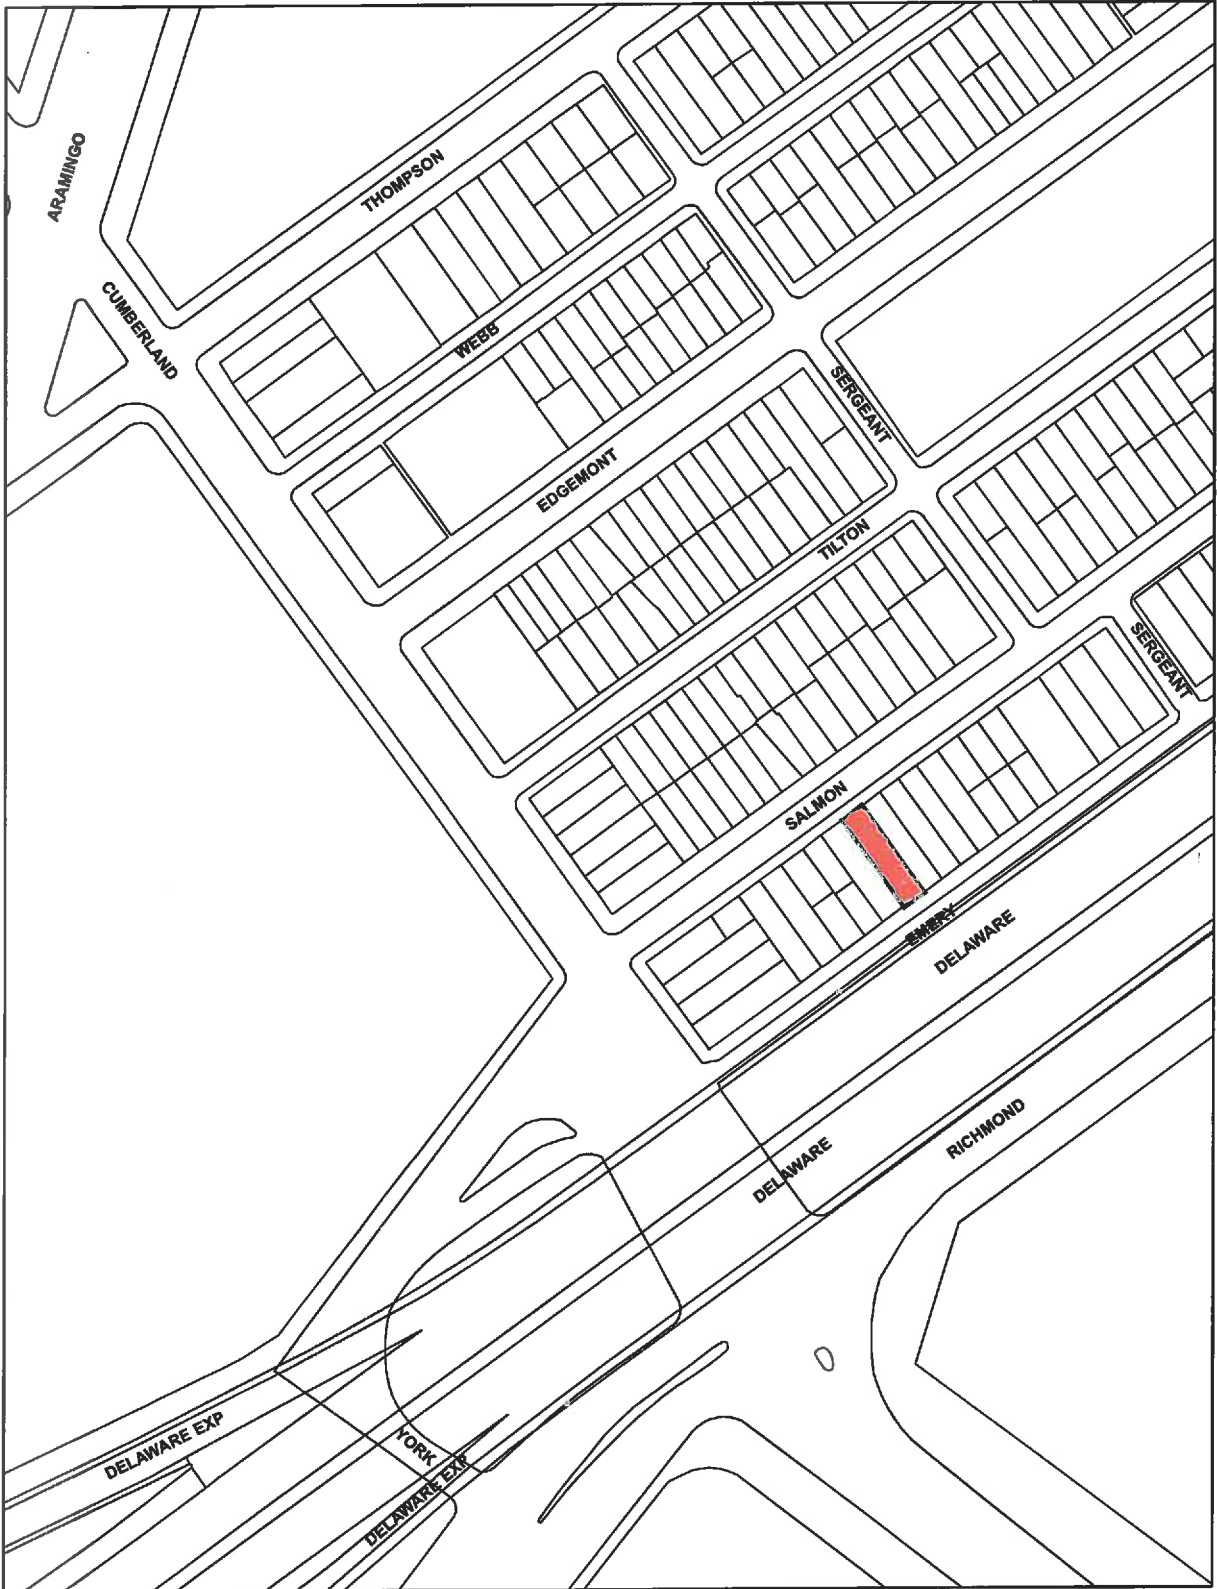 ARAMINGO
THOMPSON
CUMBERLAND
WEBB
SERGEANT
EDGEMONT
TILTON
SERGEANT
SALMON
EMERY
DELAWARE
RICHMOND
DELAWARE
DELAWARE EXP
YORK
DELAWARE EXP